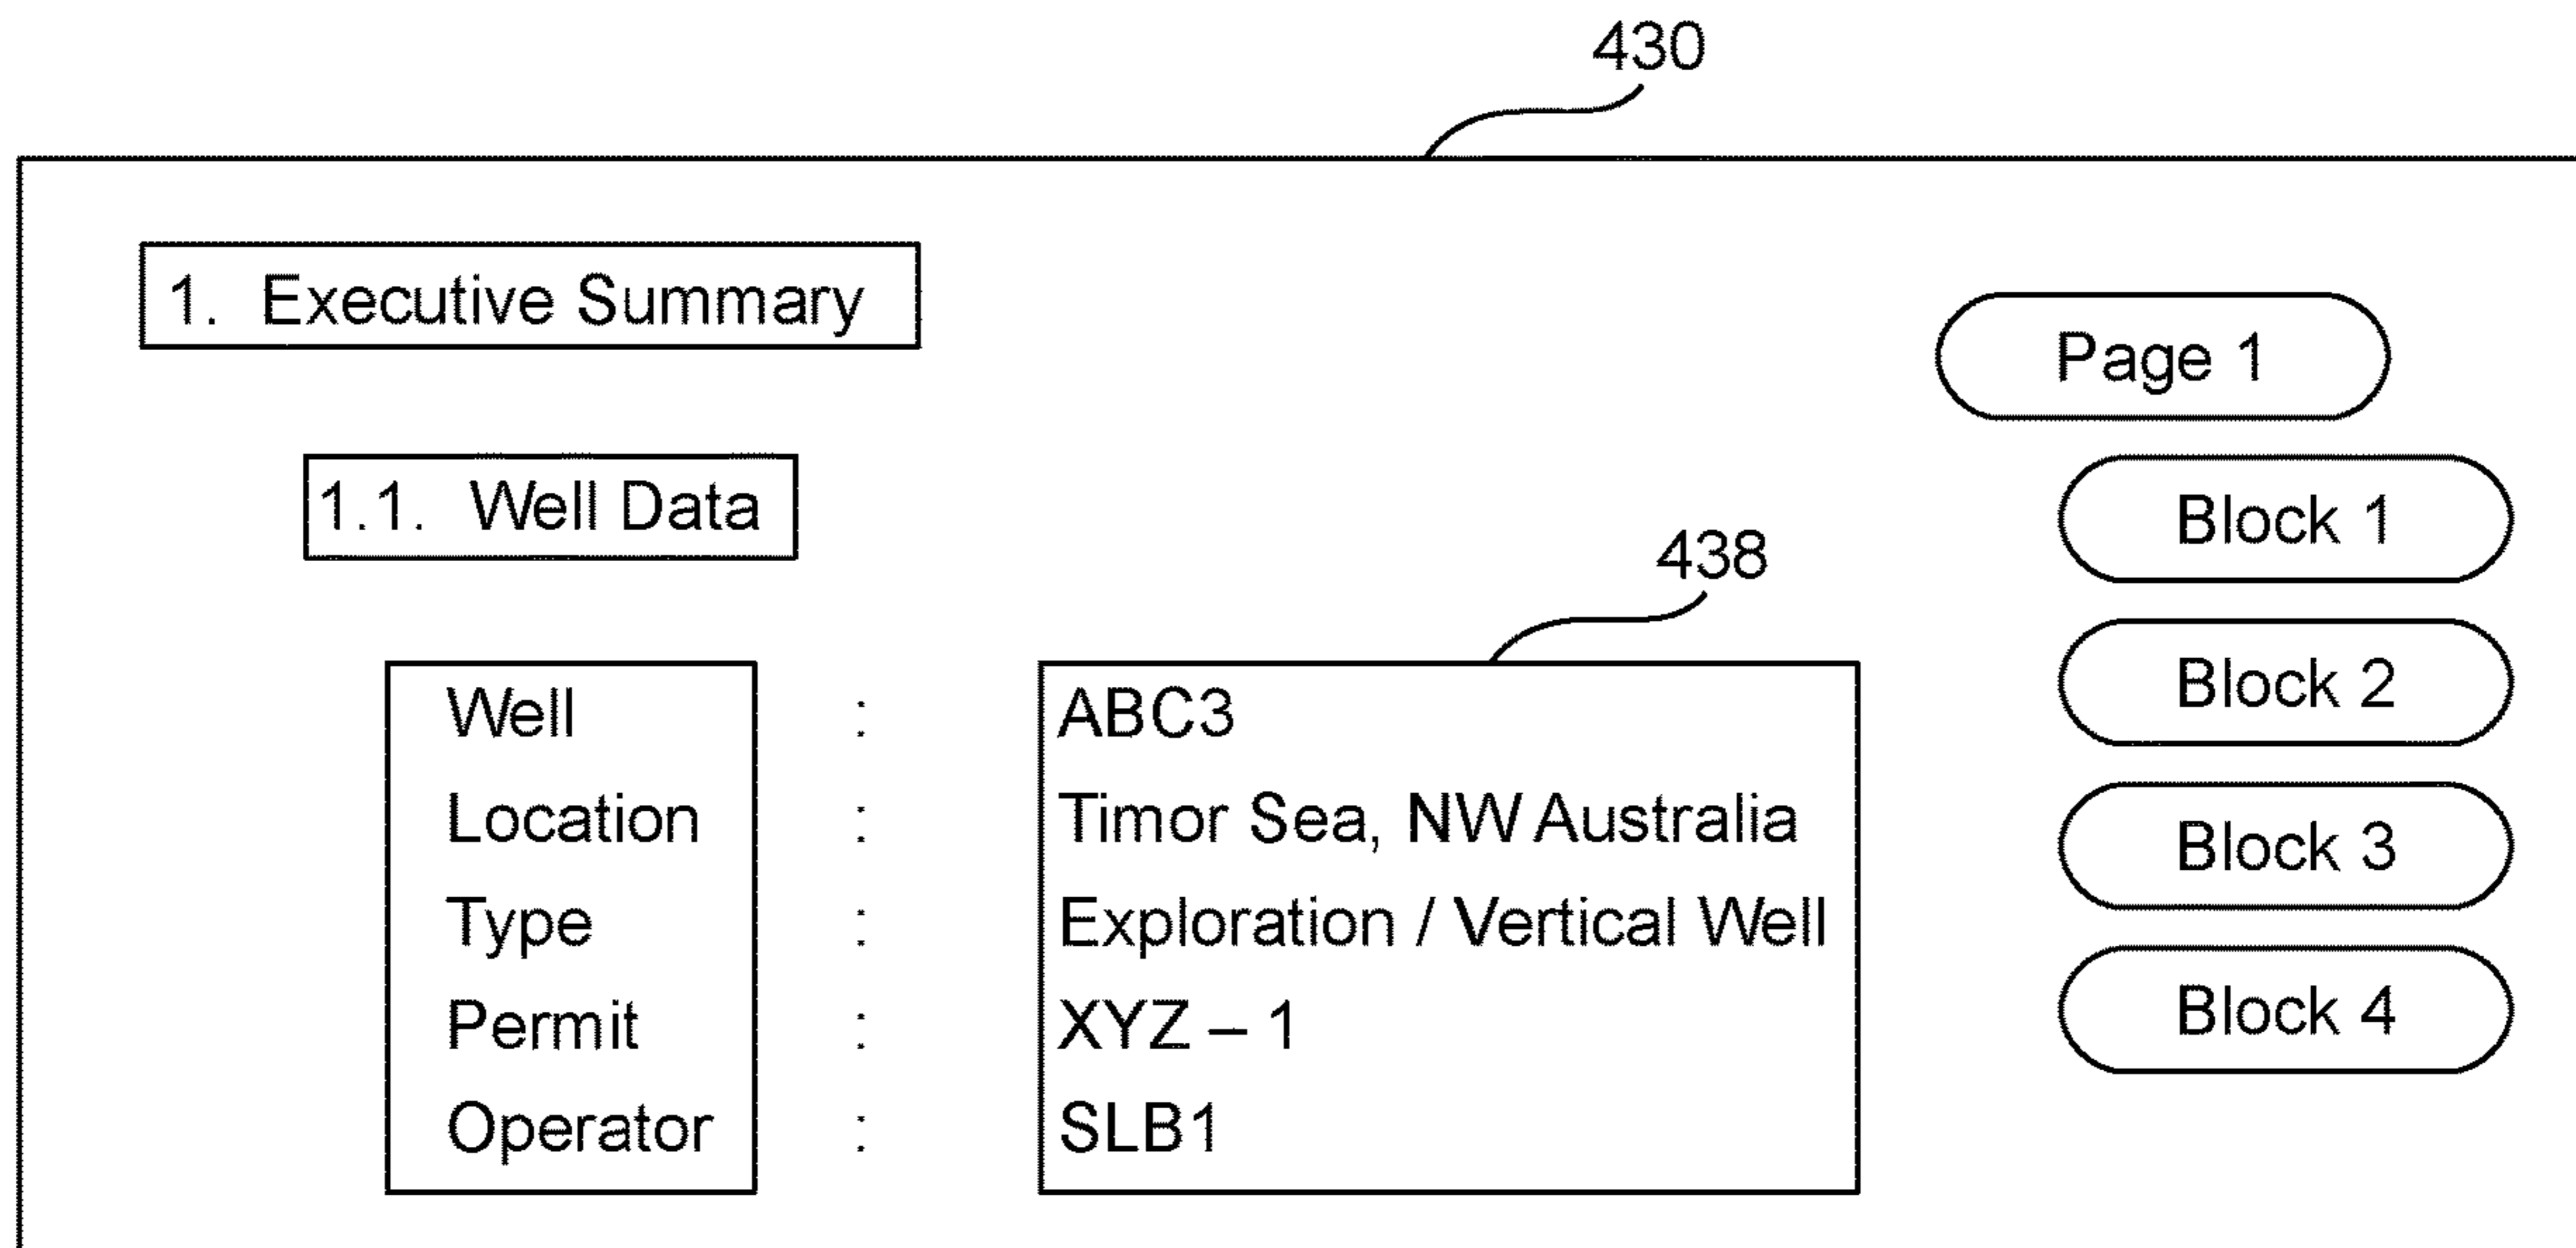 430
1. Executive Summary
Page 1
1.1. Well Data
Block 1
438
Block 2
Well : ABC3
Location : Timor Sea, NW Australia
Block 3
Type : Exploration / Vertical Well
Permit : XYZ – 1
Block 4
Operator : SLB1